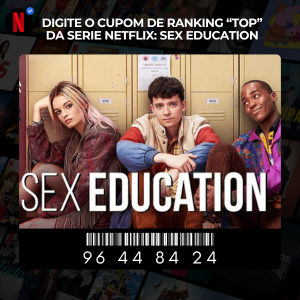 N
DIGITE O CUPOM DE RANKING “TOP”
DA SERIE NETFLIX: SEX EDUCATION
SEX EDUCATION
96 44 84 24